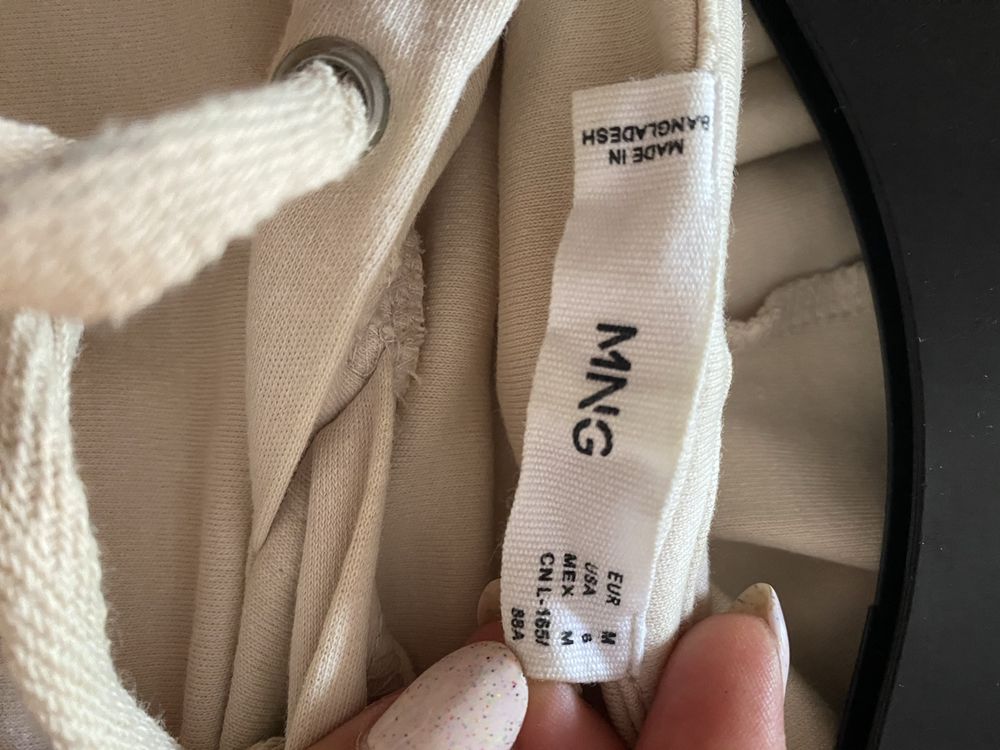 MADE IN
BANGLADESH
MNG
EUR M
USA 6
MEX M
CN L-165/
88A